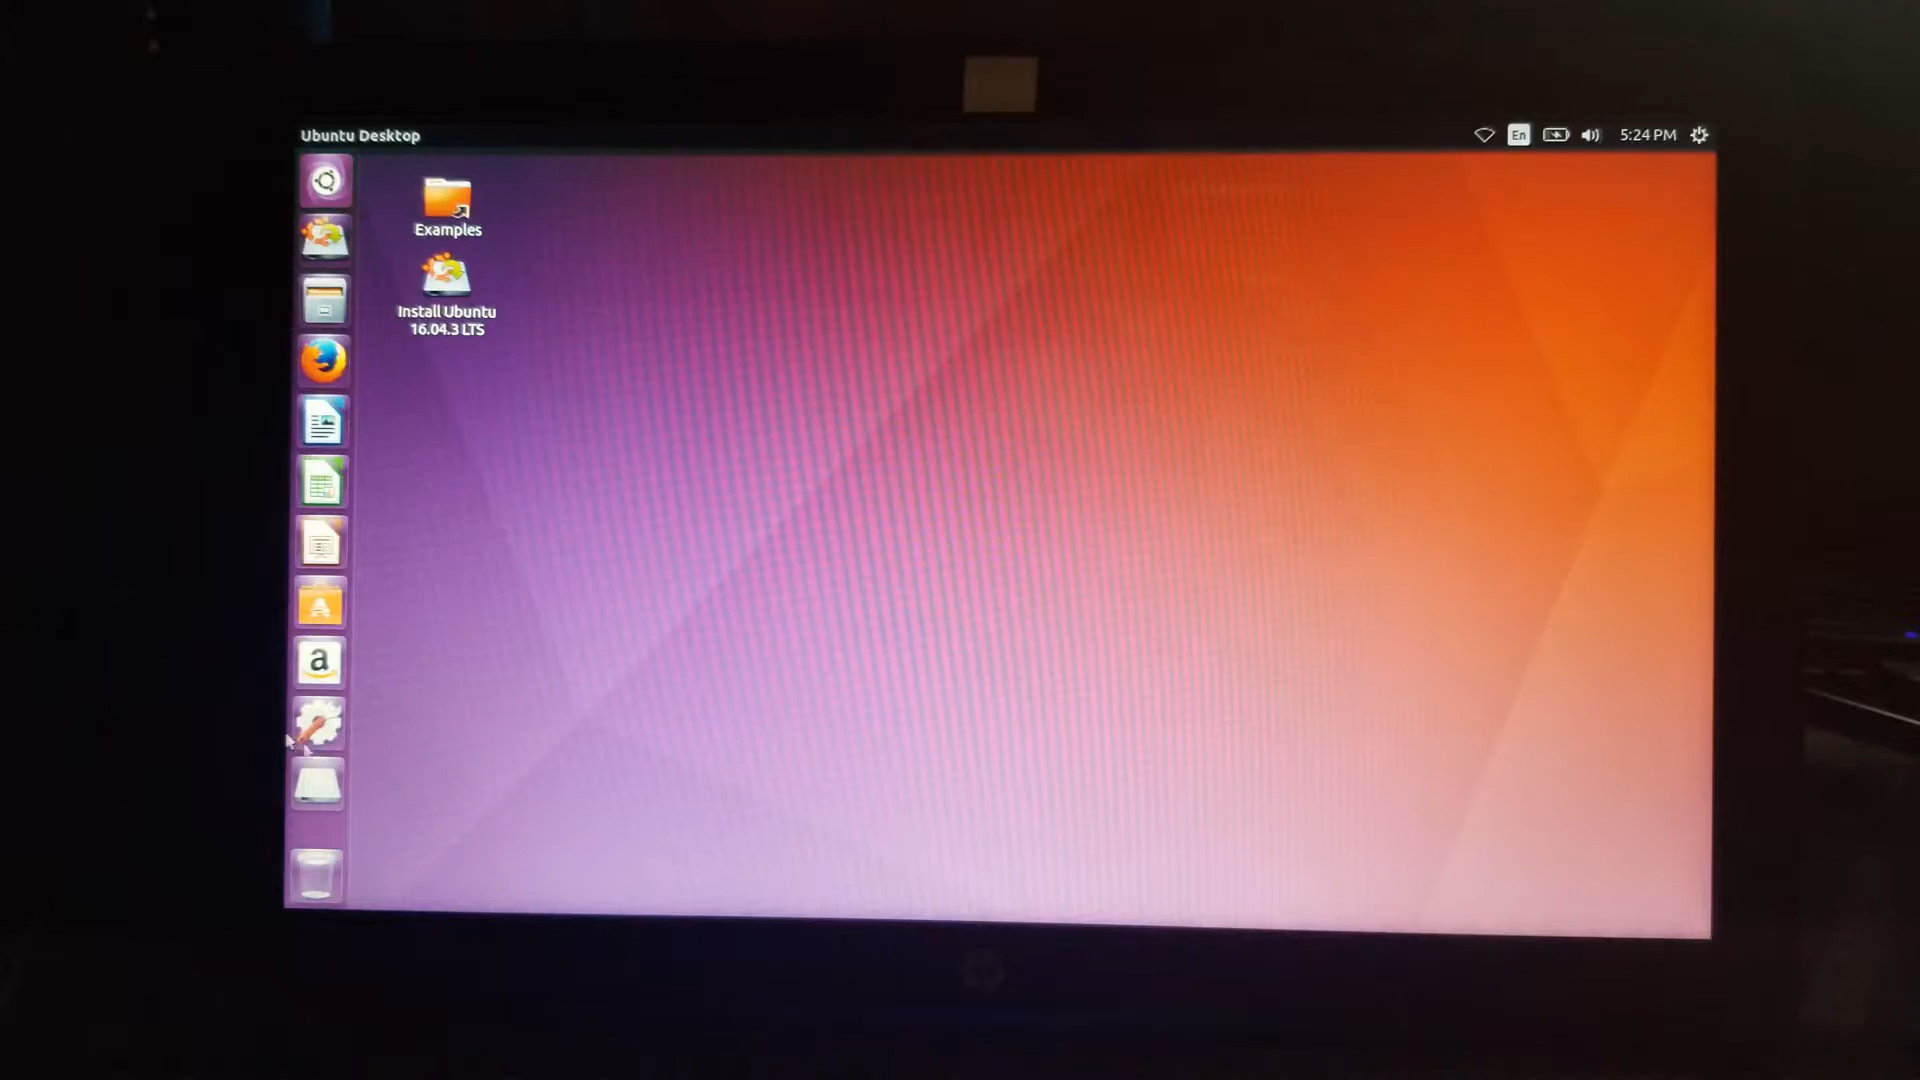 Ubuntu Desktop
En
5:24 PM
Examples
Install Ubuntu
16.04.3 LTS
A
a